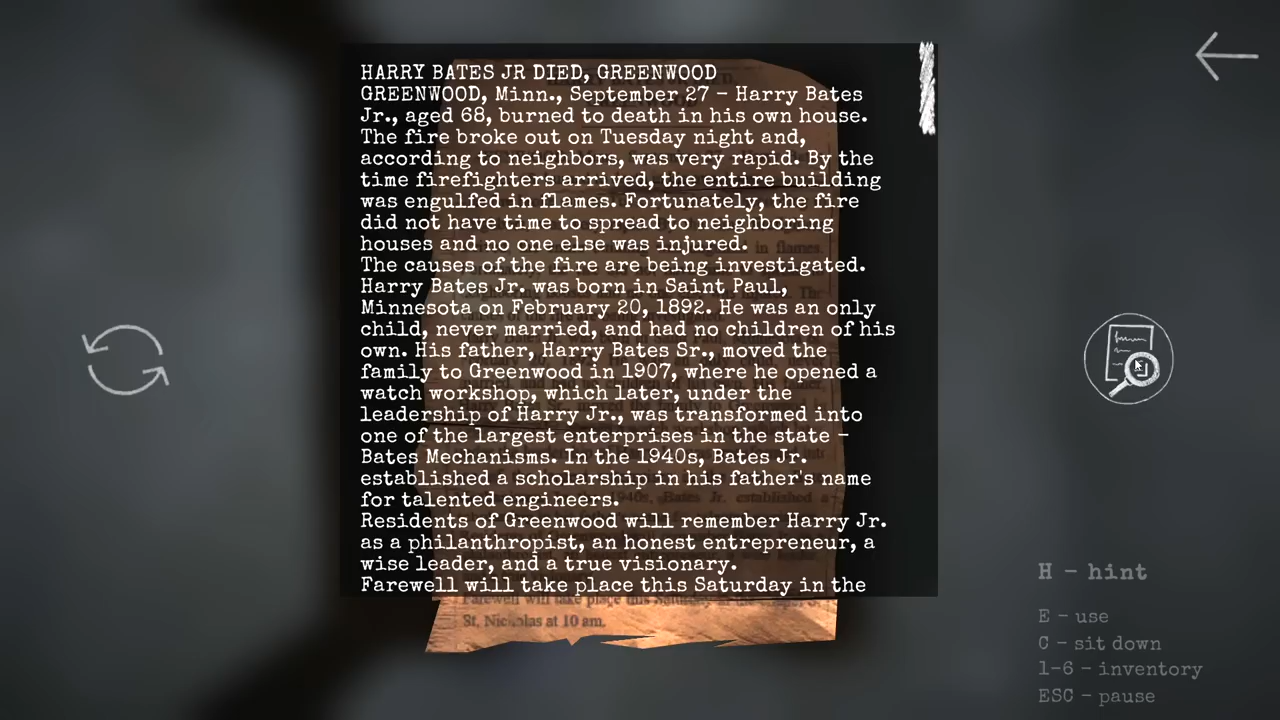 HARRY BATES JR DIED, GREENWOOD
GREENWOOD, Minn., September 27 - Harry Bates
Jr., aged 68, burned to death in his own house.
The fire broke out on Tuesday night and,
according to neighbors, was very rapid. By the
time firefighters arrived, the entire building
was engulfed in flames. Fortunately, the fire
did not have time to spread to neighboring
houses and no one else was injured.
The causes of the fire are being investigated.
Harry Bates Jr. was born in Saint Paul,
Minnesota on February 20, 1892. He was an only
child, never married, and had no children of his
own. His father, Harry Bates Sr., moved the
family to Greenwood in 1907, where he opened a
watch workshop, which later, under the
leadership of Harry Jr., was transformed into
one of the largest enterprises in the state -
Bates Mechanisms. In the 1940s, Bates Jr.
established a scholarship in his father's name
for talented engineers.
Residents of Greenwood will remember Harry Jr.
as a philanthropist, an honest entrepreneur, a
wise leader, and a true visionary.
Farewell will take place this Saturday in the
St. Nicholas at 10 am.
H - hint
E - use
C - sit down
1-6 - inventory
ESC - pause